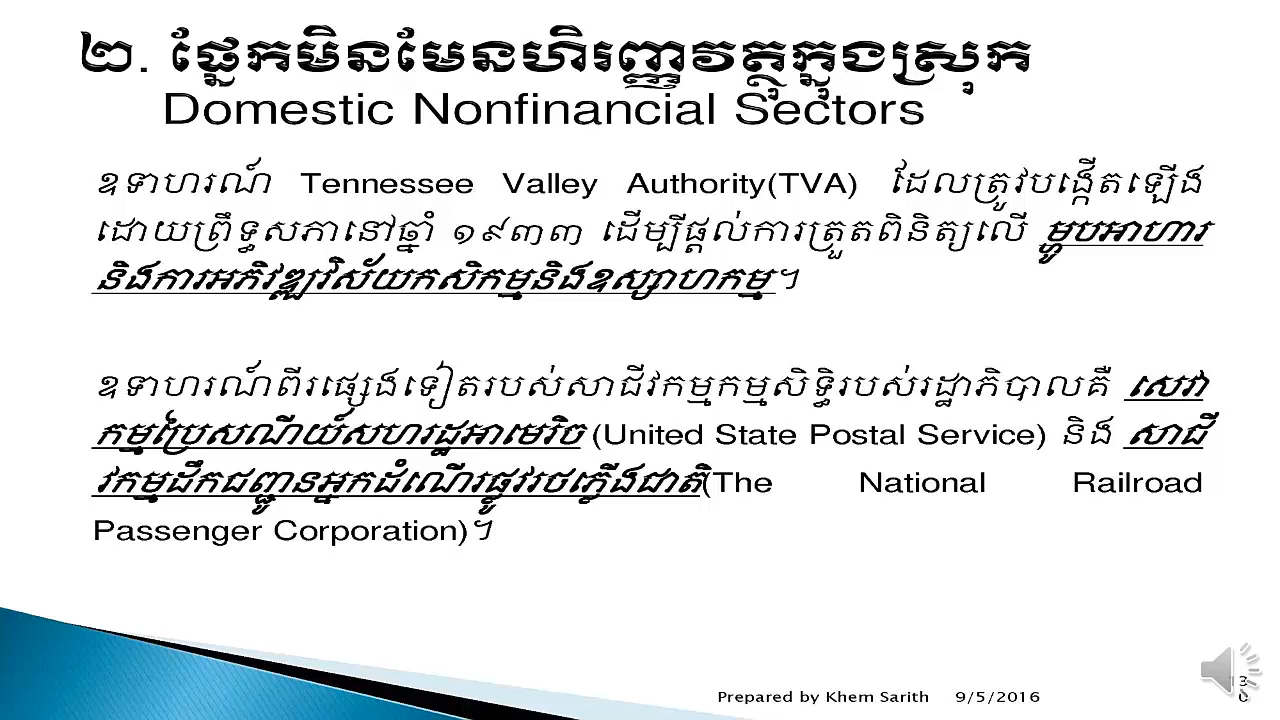 ២. ផ្នែកមិនមែនហិរញ្ញវត្ថុក្នុងស្រុក
Domestic Nonfinancial Sectors
ឧទាហរណ៍ Tennessee Valley Authority(TVA) ដែលត្រូវបង្កើតឡើង
ដោយព្រឹទ្ធសភានៅឆ្នាំ ១៩៣៣ ដើម្បីផ្តល់ការត្រួតពិនិត្យលើ ម្ហូបអាហារ
និងការអភិវឌ្ឍវិស័យកសិកម្មនិងឧស្សាហកម្ម ។
ឧទាហរណ៍ពីរផ្សេងទៀតរបស់សាជីវកម្មកម្មសិទ្ធិរបស់រដ្ឋាភិបាលគឺ សេវា
កម្មប្រៃសណីយ៍សហរដ្ឋអាមេរិច (United State Postal Service) និង សាជី
វកម្មដឹកជញ្ជូនអ្នកដំណើរផ្លូវរថភ្លើងជាតិ(The National Railroad
Passenger Corporation)។
Prepared by Khem Sarith 9/5/2016